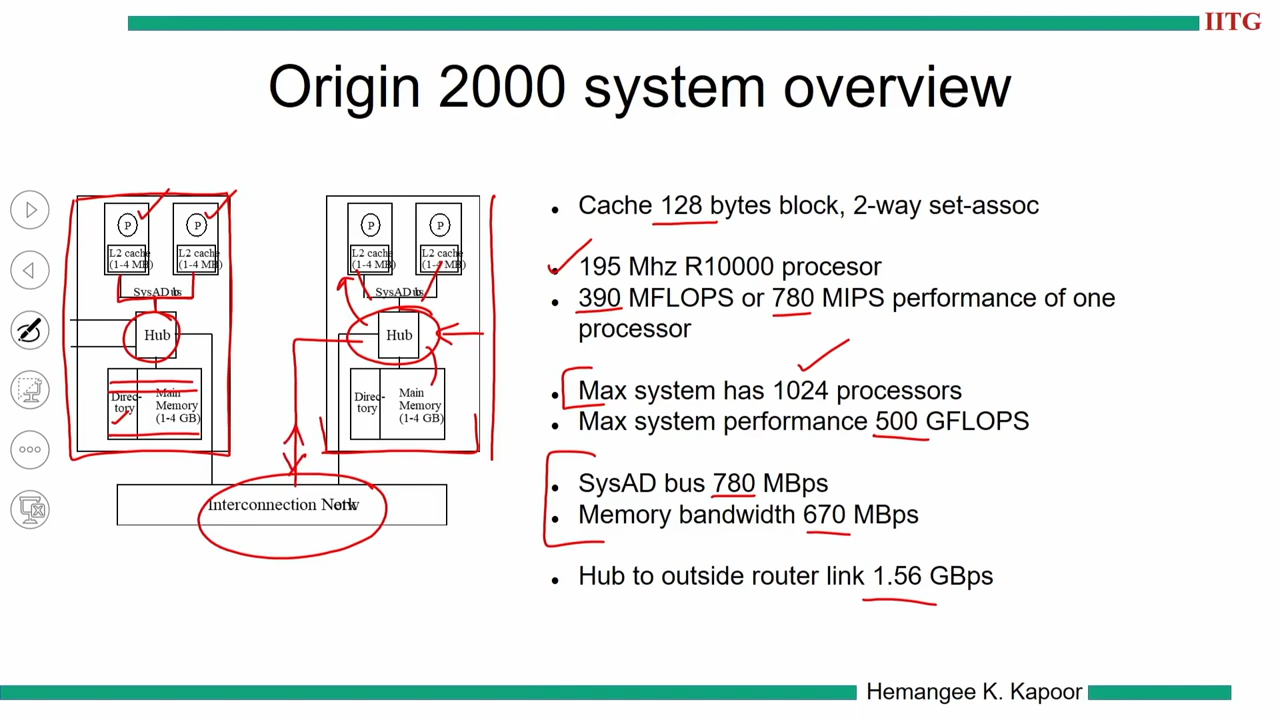 IITG
Origin 2000 system overview
P
P
L2 cache
(1-4 MB)
L2 cache
(1-4 MB)
SysAD bus
Hub
Direc-
tory
Main
Memory
(1-4 GB)
P
P
L2 cache
(1-4 MB)
L2 cache
(1-4 MB)
SysAD bus
Hub
Direc-
tory
Main
Memory
(1-4 GB)
Interconnection Network
• Cache 128 bytes block, 2-way set-assoc
• 195 Mhz R10000 procesor
• 390 MFLOPS or 780 MIPS performance of one
processor
• Max system has 1024 processors
• Max system performance 500 GFLOPS
• SysAD bus 780 MBps
• Memory bandwidth 670 MBps
• Hub to outside router link 1.56 GBps
Hemangee K. Kapoor